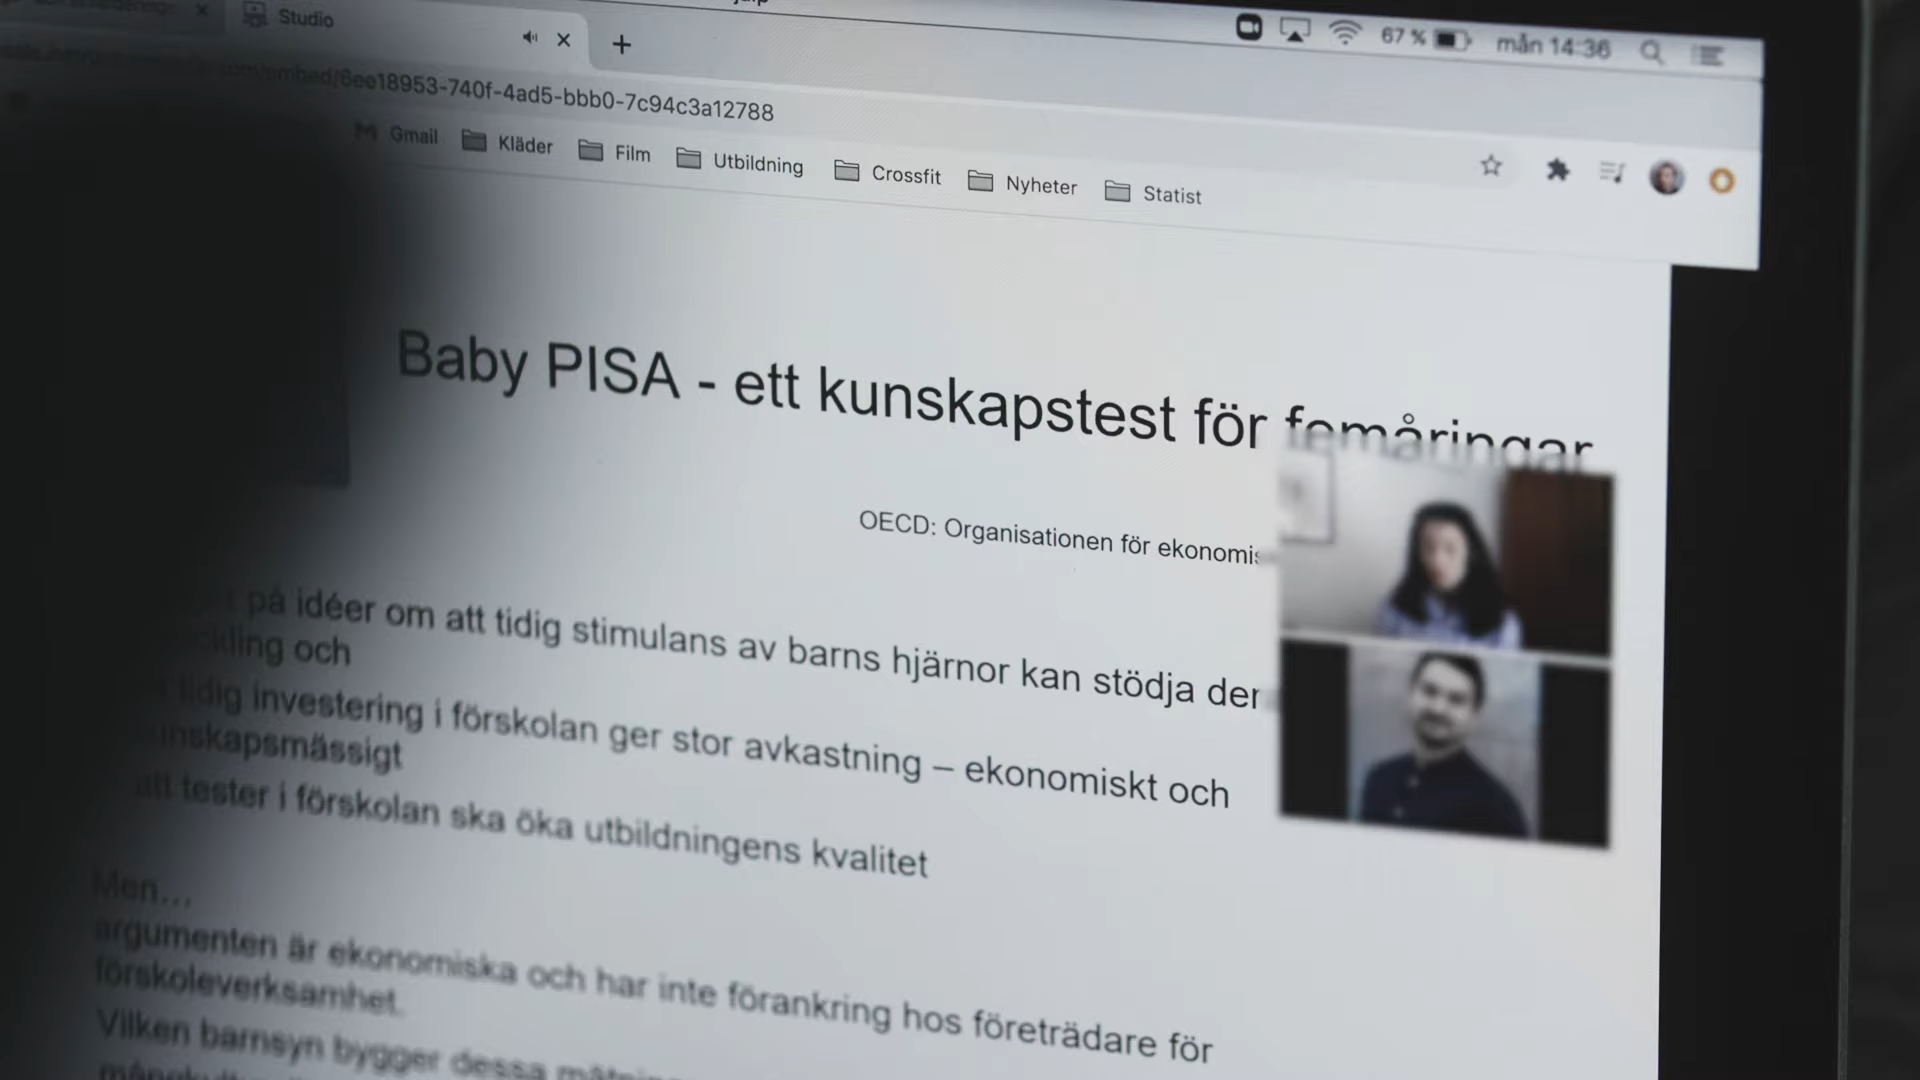 Studio
67 % mån 14:36
embed/6ee18953-740f-4ad5-bbb0-7c94c3a12788
Gmail Kläder Film Utbildning Crossfit Nyheter Statist
Baby PISA - ett kunskapstest för femåringar
OECD: Organisationen för
på idéer om att tidig stimulans av barns hjärnor kan stödja
och
tidig investering i förskolan ger stor avkastning – ekonomiskt och
att tester i förskolan ska öka utbildningens kvalitet
Men...
argumenten är ekonomiska och har inte förankring hos företrädare för
förskoleverksamhet.
Vilken barnsyn bygger dessa